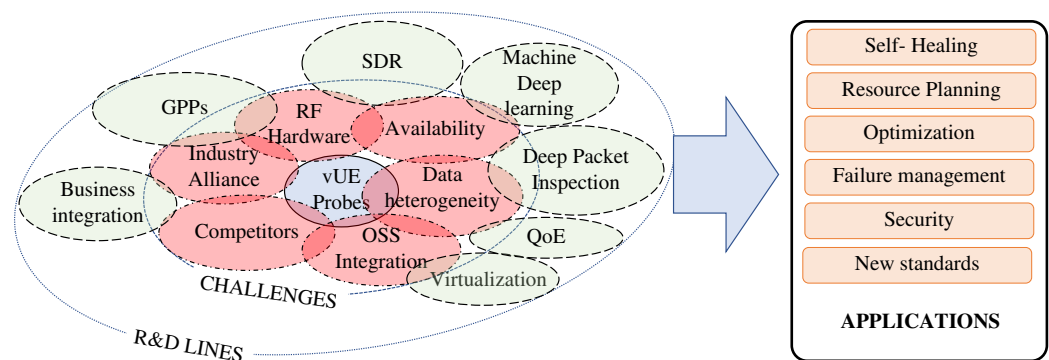 SDR
Machine
Deep
learning
GPPs
RF
Hardware
Availability
Industry
Alliance
Deep Packet
Inspection
Business
integration
vUE
Probes
Data
heterogeneity
Competitors
OSS
Integration
QoE
Virtualization
CHALLENGES
R&D LINES
Self- Healing
Resource Planning
Optimization
Failure management
Security
New standards
APPLICATIONS